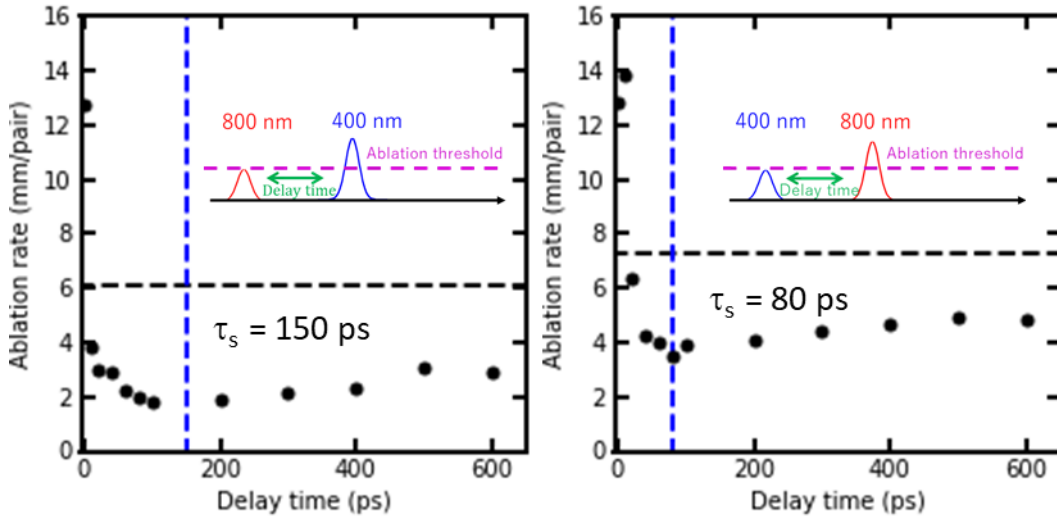 16
14
12
10
8
6
4
2
0
Ablation rate (mm/pair)
800 nm
400 nm
Ablation threshold
Delay time
τs = 150 ps
0
200
400
600
Delay time (ps)
16
14
12
10
8
6
4
2
0
Ablation rate (mm/pair)
400 nm
800 nm
Ablation threshold
Delay time
τs = 80 ps
0
200
400
600
Delay time (ps)